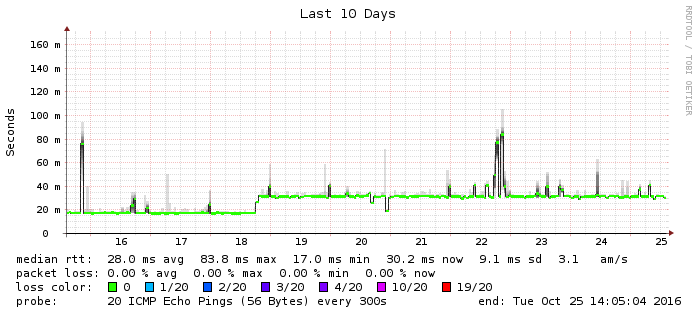 Last 10 Days
RRDTOOL / TOBI OETIKER
Seconds
160 m
140 m
120 m
100 m
80 m
60 m
40 m
20 m
0
16 17 18 19 20 21 22 23 24 25
median rtt: 28.0 ms avg 83.8 ms max 17.0 ms min 30.2 ms now 9.1 ms sd 3.1 am/s
packet loss: 0.00 % avg 0.00 % max 0.00 % min 0.00 % now
loss color: 0 1/20 2/20 3/20 4/20 10/20 19/20
probe: 20 ICMP Echo Pings (56 Bytes) every 300s end: Tue Oct 25 14:05:04 2016